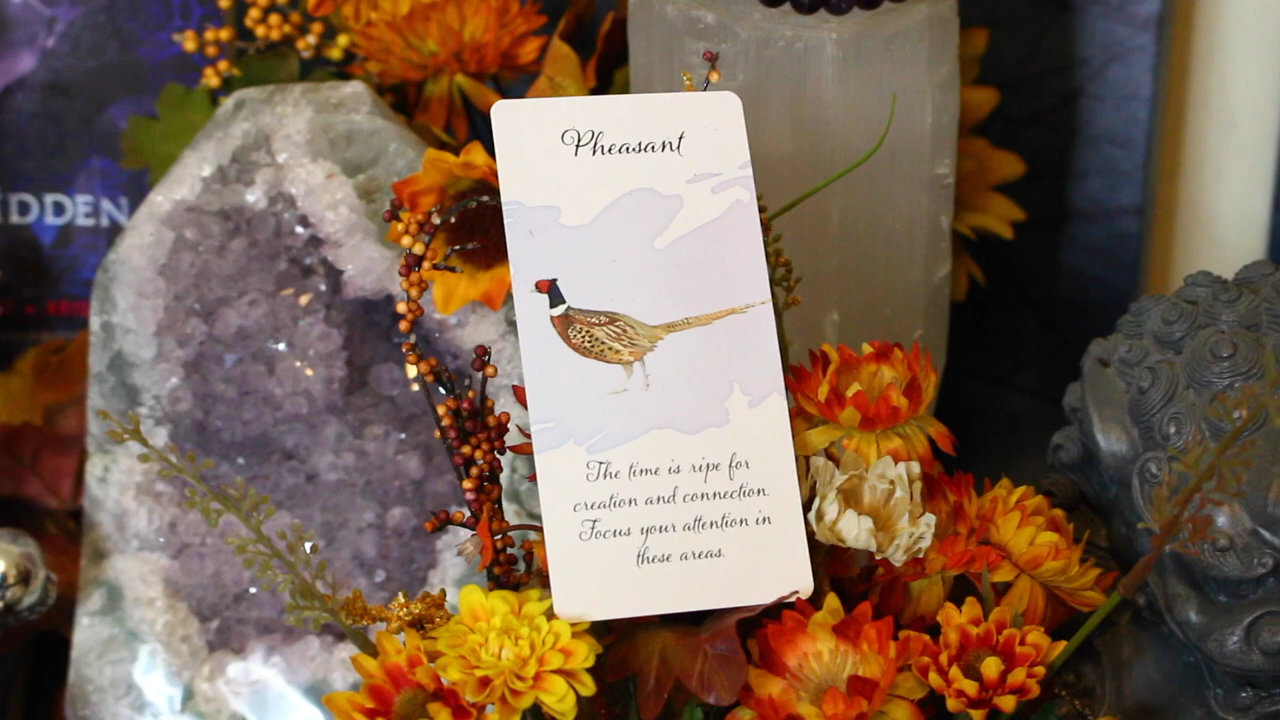 Pheasant
IDDEN
The time is ripe for
creation and connection.
Focus your attention in
these areas.